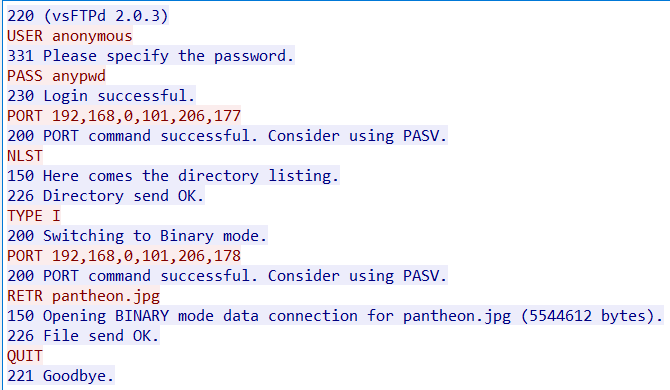 220 (vsFTPd 2.0.3)
USER anonymous
331 Please specify the password.
PASS anypwd
230 Login successful.
PORT 192,168,0,101,206,177
200 PORT command successful. Consider using PASV.
NLST
150 Here comes the directory listing.
226 Directory send OK.
TYPE I
200 Switching to Binary mode.
PORT 192,168,0,101,206,178
200 PORT command successful. Consider using PASV.
RETR pantheon.jpg
150 Opening BINARY mode data connection for pantheon.jpg (5544612 bytes).
226 File send OK.
QUIT
221 Goodbye.